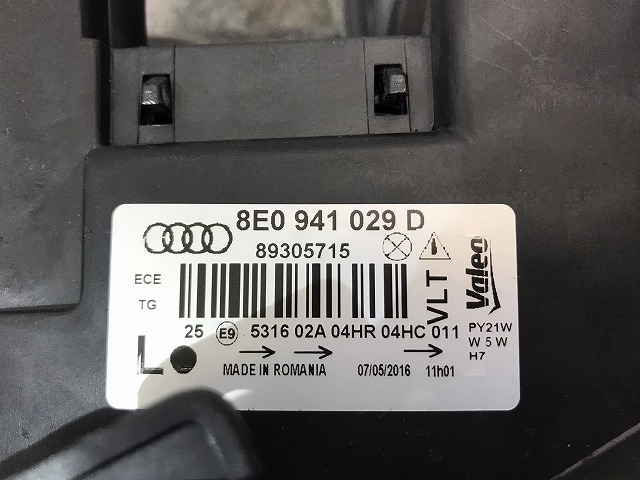 8E0 941 029 D
89305715
ECE
TG
VLT
Valeo
25 E9 5316 02A 04HR 04HC 011
PY21W
W 5 W
H7
L
MADE IN ROMANIA 07/05/2016 11h01